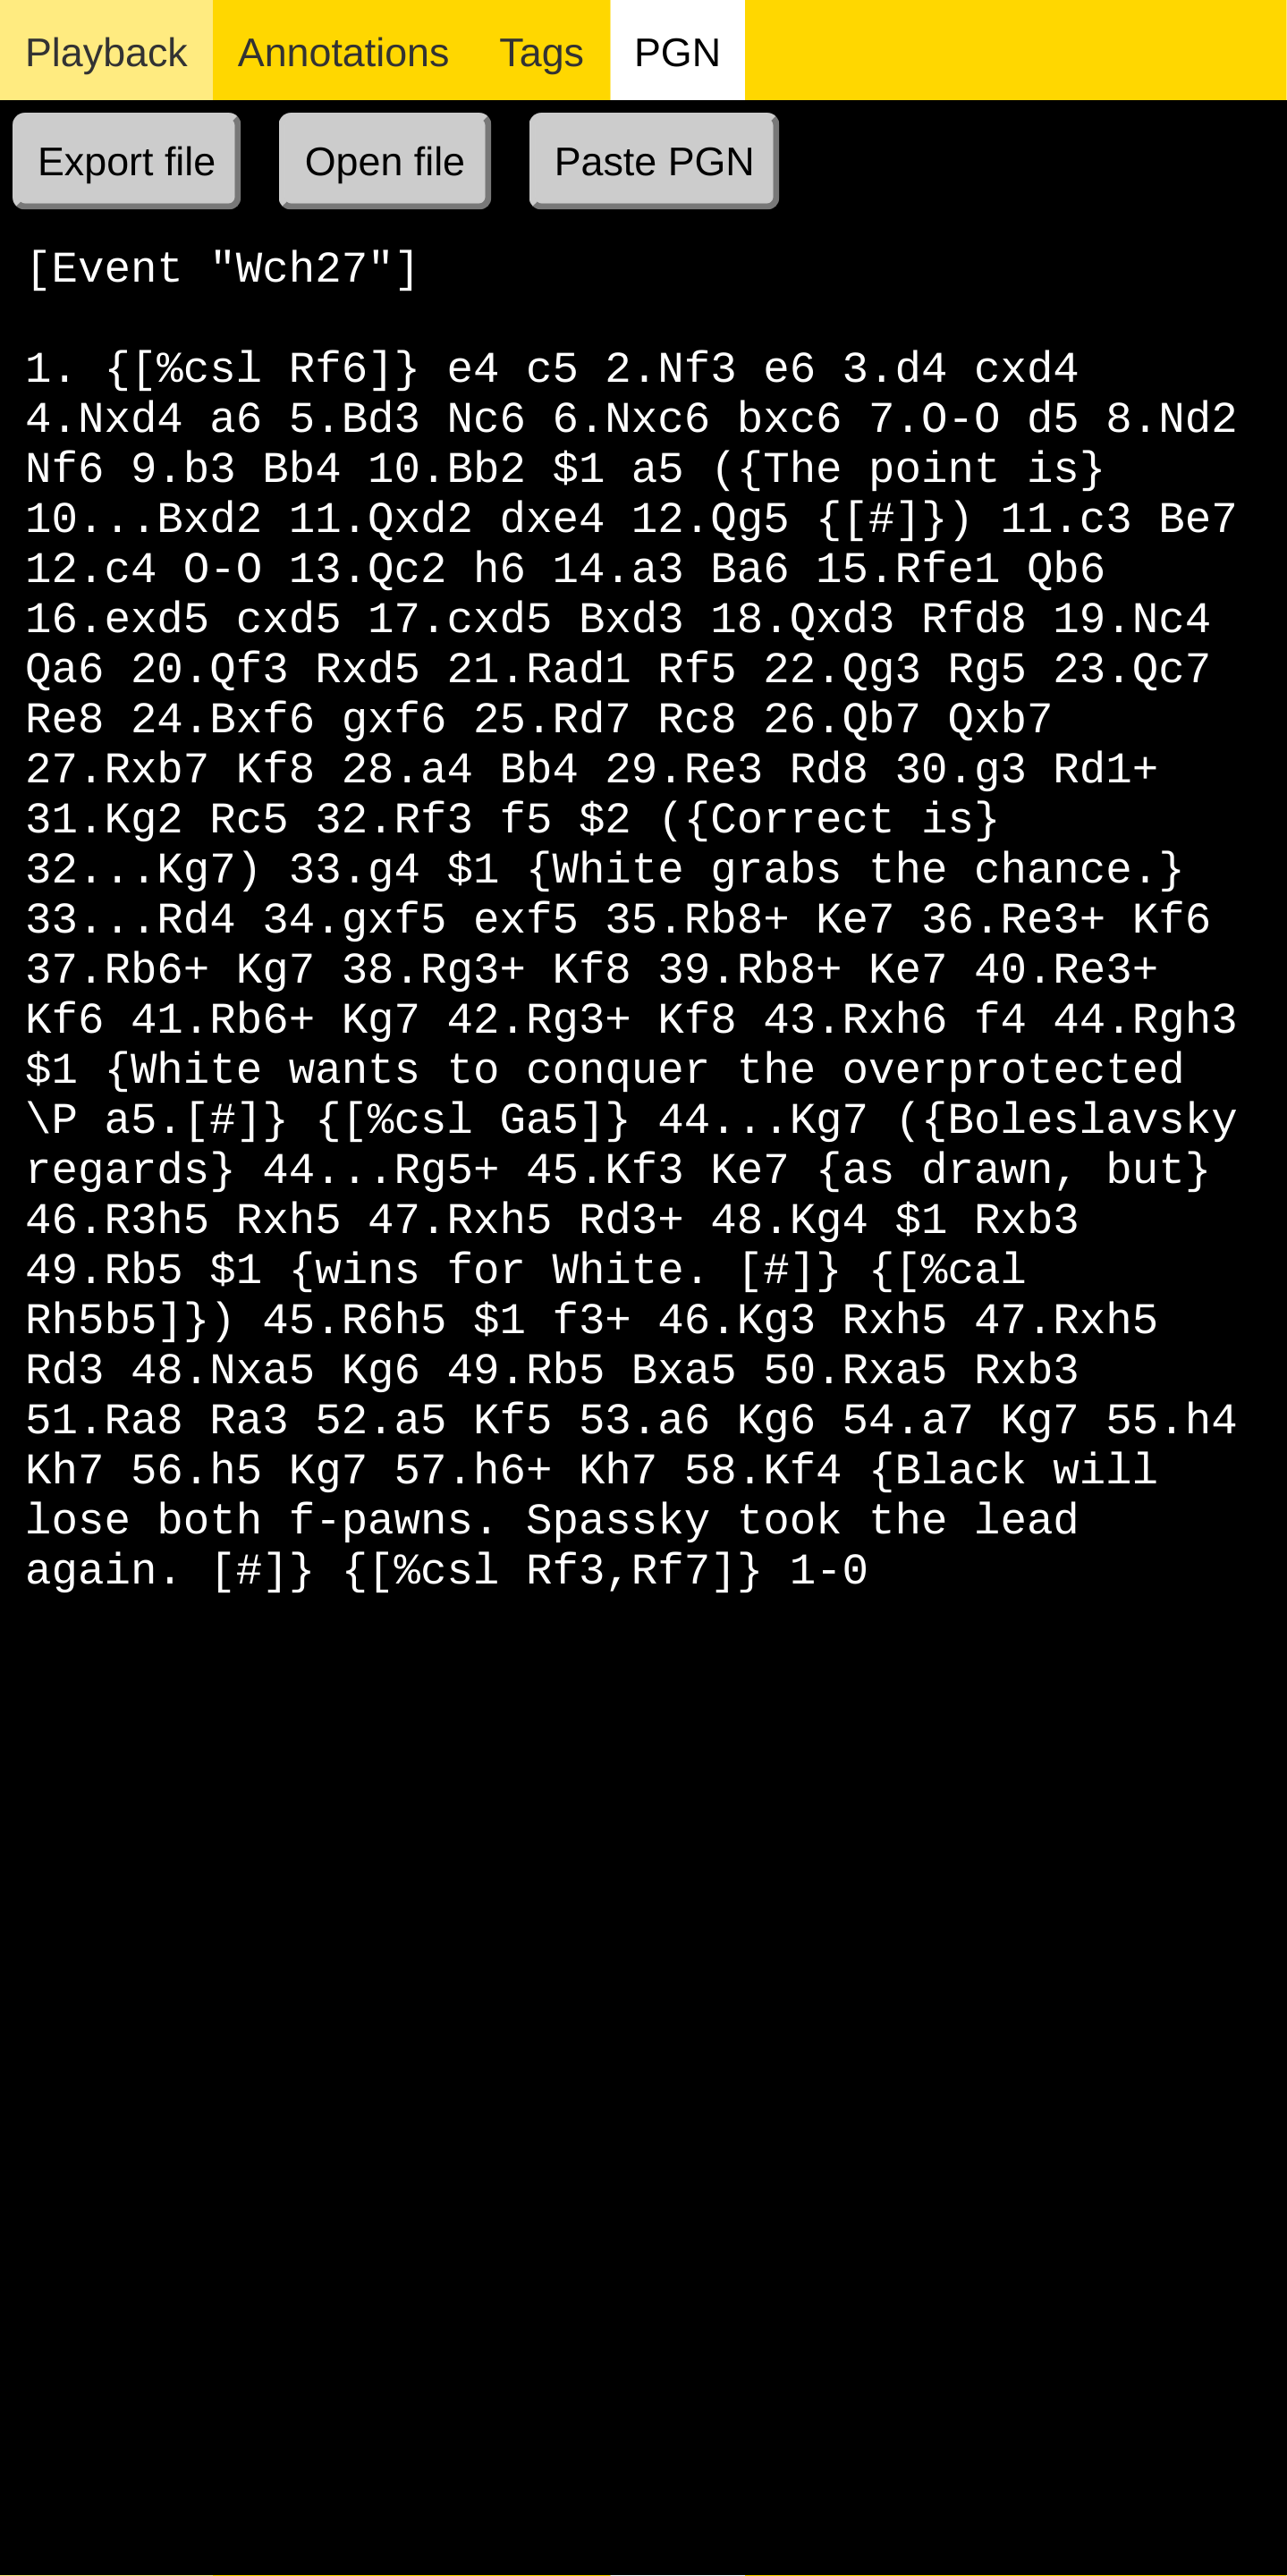 Playback Annotations Tags PGN
Export file Open file Paste PGN
[Event "Wch27"]
1. {[%csl Rf6]} e4 c5 2.Nf3 e6 3.d4 cxd4
4.Nxd4 a6 5.Bd3 Nc6 6.Nxc6 bxc6 7.O-O d5 8.Nd2
Nf6 9.b3 Bb4 10.Bb2 $1 a5 ({The point is}
10...Bxd2 11.Qxd2 dxe4 12.Qg5 {[#]}) 11.c3 Be7
12.c4 O-O 13.Qc2 h6 14.a3 Ba6 15.Rfe1 Qb6
16.exd5 cxd5 17.cxd5 Bxd3 18.Qxd3 Rfd8 19.Nc4
Qa6 20.Qf3 Rxd5 21.Rad1 Rf5 22.Qg3 Rg5 23.Qc7
Re8 24.Bxf6 gxf6 25.Rd7 Rc8 26.Qb7 Qxb7
27.Rxb7 Kf8 28.a4 Bb4 29.Re3 Rd8 30.g3 Rd1+
31.Kg2 Rc5 32.Rf3 f5 $2 ({Correct is}
32...Kg7) 33.g4 $1 {White grabs the chance.}
33...Rd4 34.gxf5 exf5 35.Rb8+ Ke7 36.Re3+ Kf6
37.Rb6+ Kg7 38.Rg3+ Kf8 39.Rb8+ Ke7 40.Re3+
Kf6 41.Rb6+ Kg7 42.Rg3+ Kf8 43.Rxh6 f4 44.Rgh3
$1 {White wants to conquer the overprotected
\P a5.[#]} {[%csl Ga5]} 44...Kg7 ({Boleslavsky
regards} 44...Rg5+ 45.Kf3 Ke7 {as drawn, but}
46.R3h5 Rxh5 47.Rxh5 Rd3+ 48.Kg4 $1 Rxb3
49.Rb5 $1 {wins for White. [#]} {[%cal
Rh5b5]}) 45.R6h5 $1 f3+ 46.Kg3 Rxh5 47.Rxh5
Rd3 48.Nxa5 Kg6 49.Rb5 Bxa5 50.Rxa5 Rxb3
51.Ra8 Ra3 52.a5 Kf5 53.a6 Kg6 54.a7 Kg7 55.h4
Kh7 56.h5 Kg7 57.h6+ Kh7 58.Kf4 {Black will
lose both f-pawns. Spassky took the lead
again. [#]} {[%csl Rf3,Rf7]} 1-0